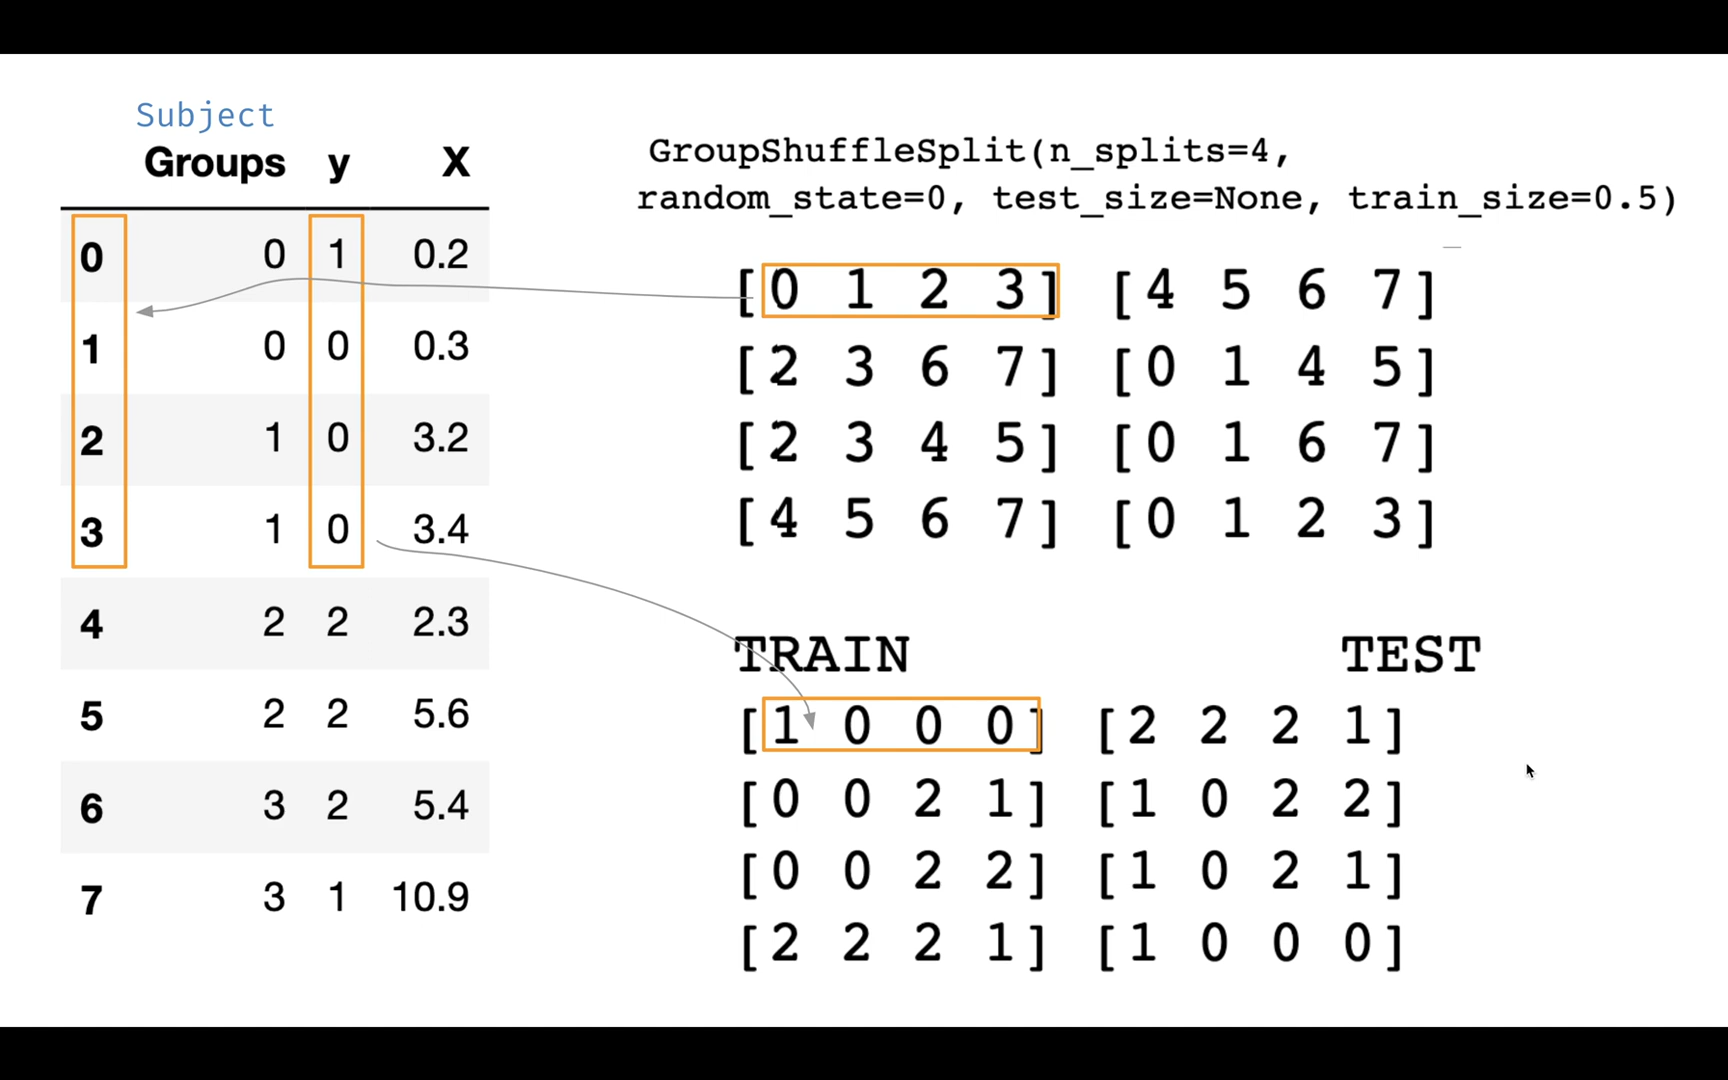 Subject
Groups y X
0 0 1 0.2
1 0 0 0.3
2 1 0 3.2
3 1 0 3.4
4 2 2 2.3
5 2 2 5.6
6 3 2 5.4
7 3 1 10.9
GroupShuffleSplit(n_splits=4,
random_state=0, test_size=None, train_size=0.5)
[0 1 2 3] [4 5 6 7]
[2 3 6 7] [0 1 4 5]
[2 3 4 5] [0 1 6 7]
[4 5 6 7] [0 1 2 3]
TRAIN TEST
[1 0 0 0] [2 2 2 1]
[0 0 2 1] [1 0 2 2]
[0 0 2 2] [1 0 2 1]
[2 2 2 1] [1 0 0 0]